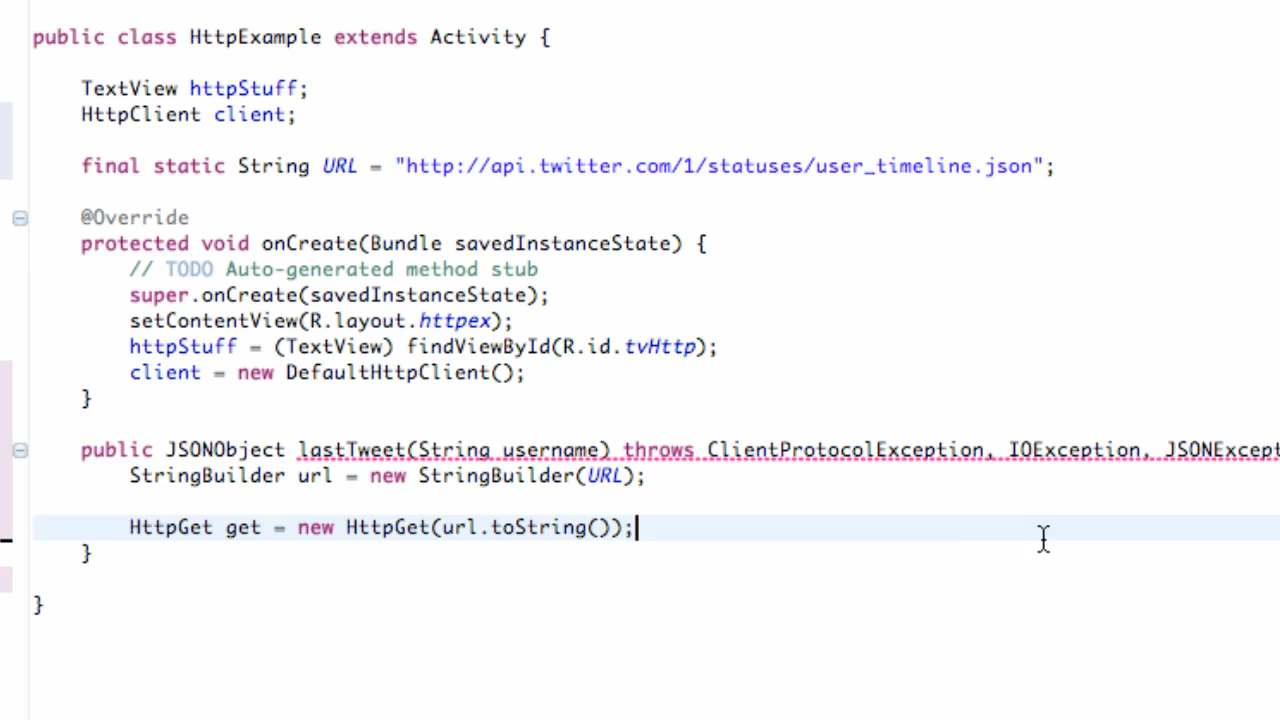 public class HttpExample extends Activity {
TextView httpStuff;
HttpClient client;
final static String URL = "http://api.twitter.com/1/statuses/user_timeline.json";
@Override
protected void onCreate(Bundle savedInstanceState) {
// TODO Auto-generated method stub
super.onCreate(savedInstanceState);
setContentView(R.layout.httpex);
httpStuff = (TextView) findViewById(R.id.tvHttp);
client = new DefaultHttpClient();
}
public JSONObject lastTweet(String username) throws ClientProtocolException, IOException, JSONExcept
StringBuilder url = new StringBuilder(URL);
HttpGet get = new HttpGet(url.toString());
}
}